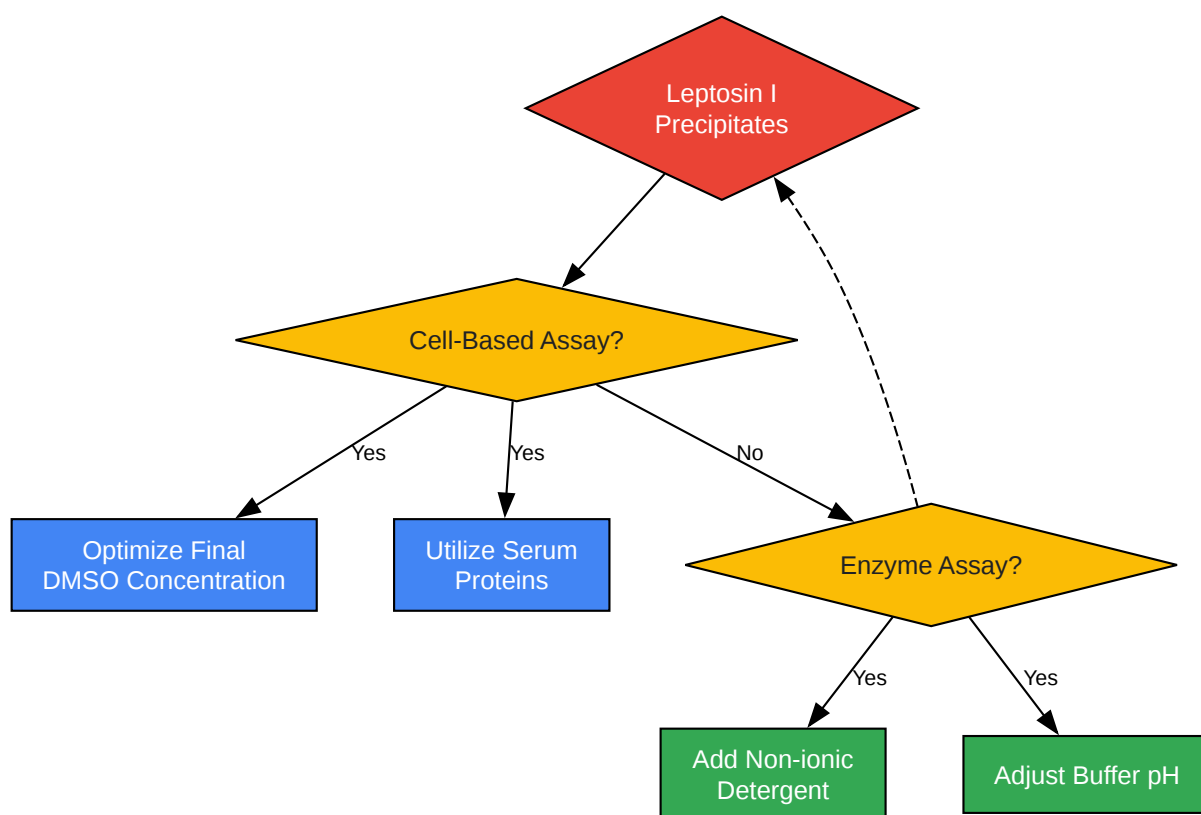 Leptosin I
Precipitates
Cell-Based Assay?
Yes
Yes
No
Optimize Final
DMSO Concentration
Utilize Serum
Proteins
Enzyme Assay?
Yes
Yes
Add Non-ionic
Detergent
Adjust Buffer pH